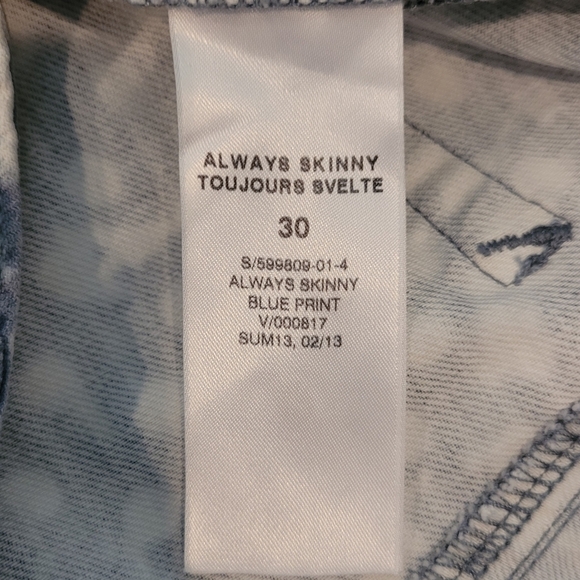 ALWAYS SKINNY
TOUJOURS SVELTE
30
S/599809-01-4
ALWAYS SKINNY
BLUE PRINT
V/000817
SUM13, 02/13